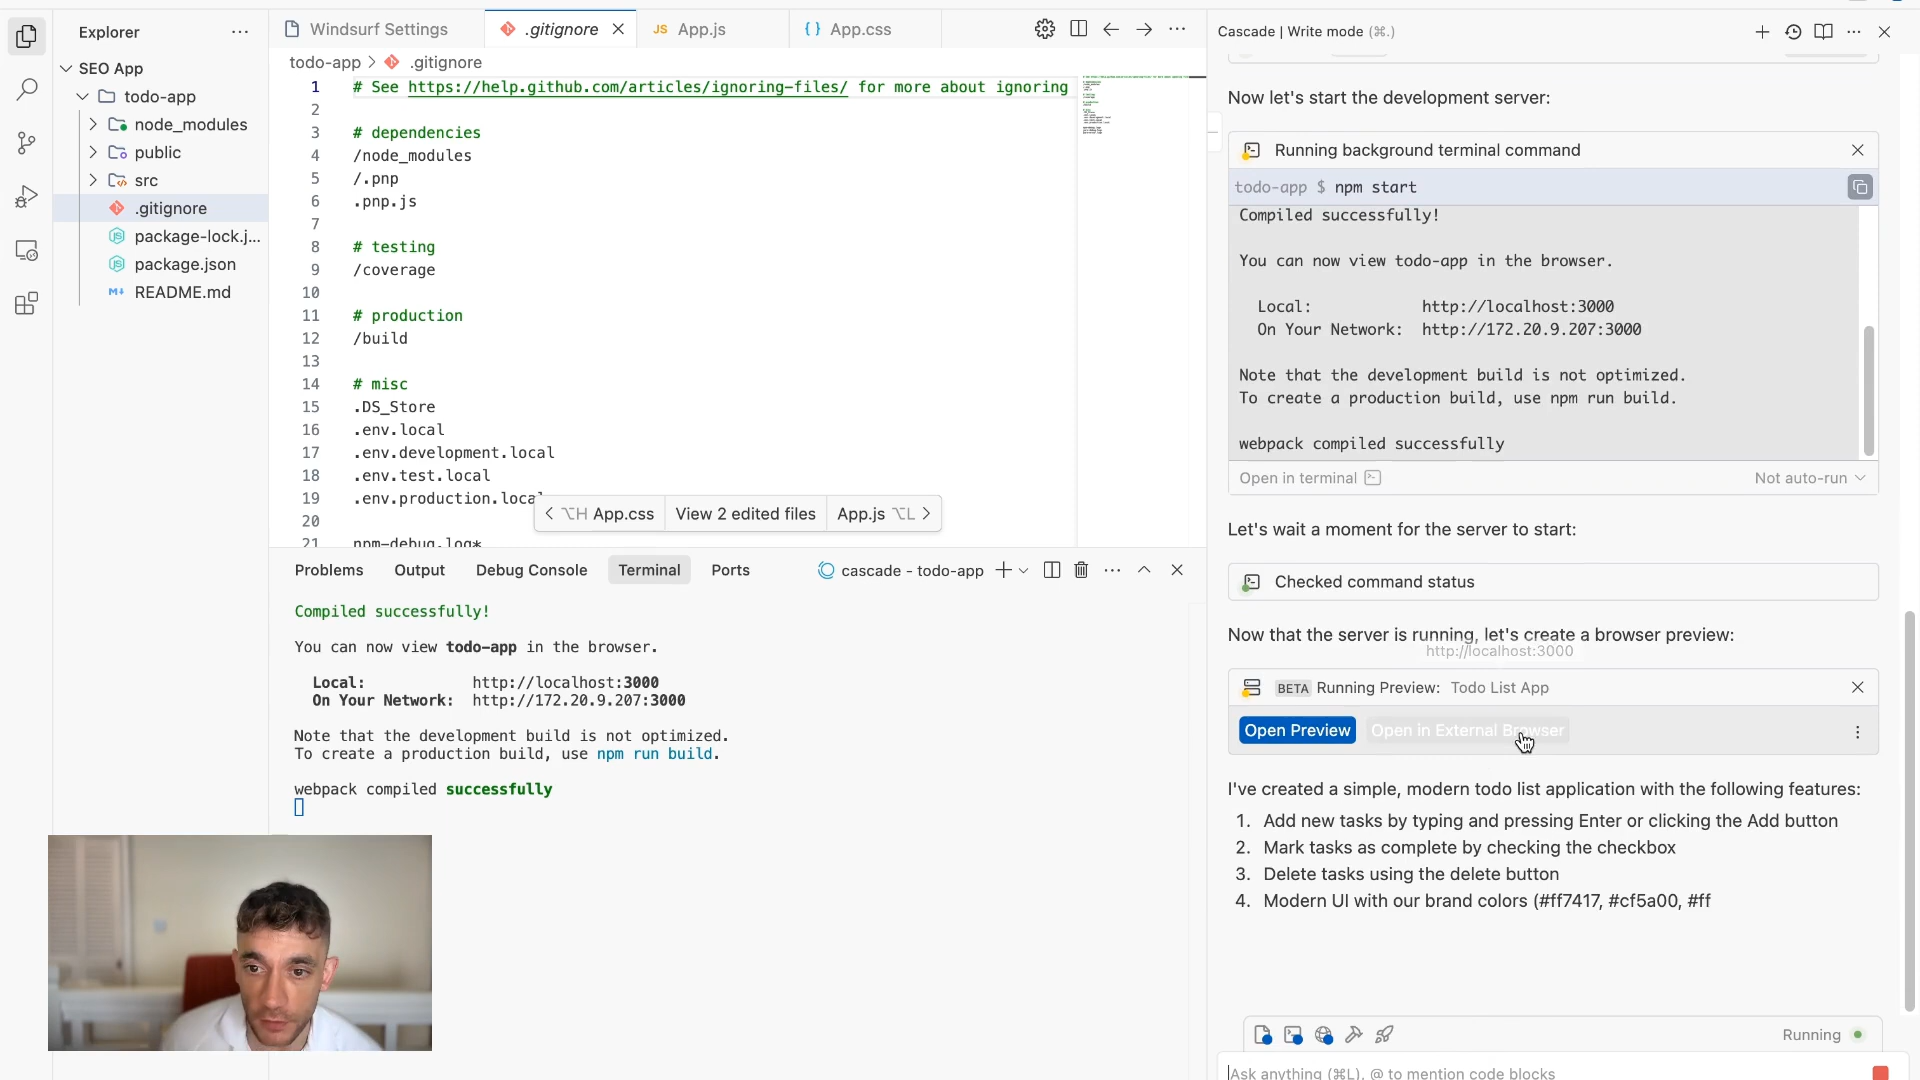 Explorer
SEO App
todo-app
node_modules
public
src
.gitignore
package-lock.j...
package.json
README.md
Windsurf Settings
.gitignore
JS App.js
{ } App.css
todo-app > .gitignore
1 # See https://help.github.com/articles/ignoring-files/ for more about ignoring
2
3 # dependencies
4 /node_modules
5 /.pnp
6 .pnp.js
7
8 # testing
9 /coverage
10
11 # production
12 /build
13
14 # misc
15 .DS_Store
16 .env.local
17 .env.development.local
18 .env.test.local
19 .env.production.local
20
21 npm-debug.log*
⌥H App.css
View 2 edited files
App.js ⌥L
Problems Output Debug Console Terminal Ports
cascade - todo-app
Compiled successfully!
You can now view todo-app in the browser.
Local: http://localhost:3000
On Your Network: http://172.20.9.207:3000
Note that the development build is not optimized.
To create a production build, use npm run build.
webpack compiled successfully
Cascade | Write mode (⌘.)
Now let's start the development server:
Running background terminal command
todo-app $ npm start
Compiled successfully!
You can now view todo-app in the browser.
Local: http://localhost:3000
On Your Network: http://172.20.9.207:3000
Note that the development build is not optimized.
To create a production build, use npm run build.
webpack compiled successfully
Open in terminal
Not auto-run
Let's wait a moment for the server to start:
Checked command status
Now that the server is running, let's create a browser preview:
http://localhost:3000
BETA Running Preview: Todo List App
Open Preview
Open in External Browser
I've created a simple, modern todo list application with the following features:
1. Add new tasks by typing and pressing Enter or clicking the Add button
2. Mark tasks as complete by checking the checkbox
3. Delete tasks using the delete button
4. Modern UI with our brand colors (#ff7417, #cf5a00, #ff
Running
Ask anything (⌘L), @ to mention code blocks